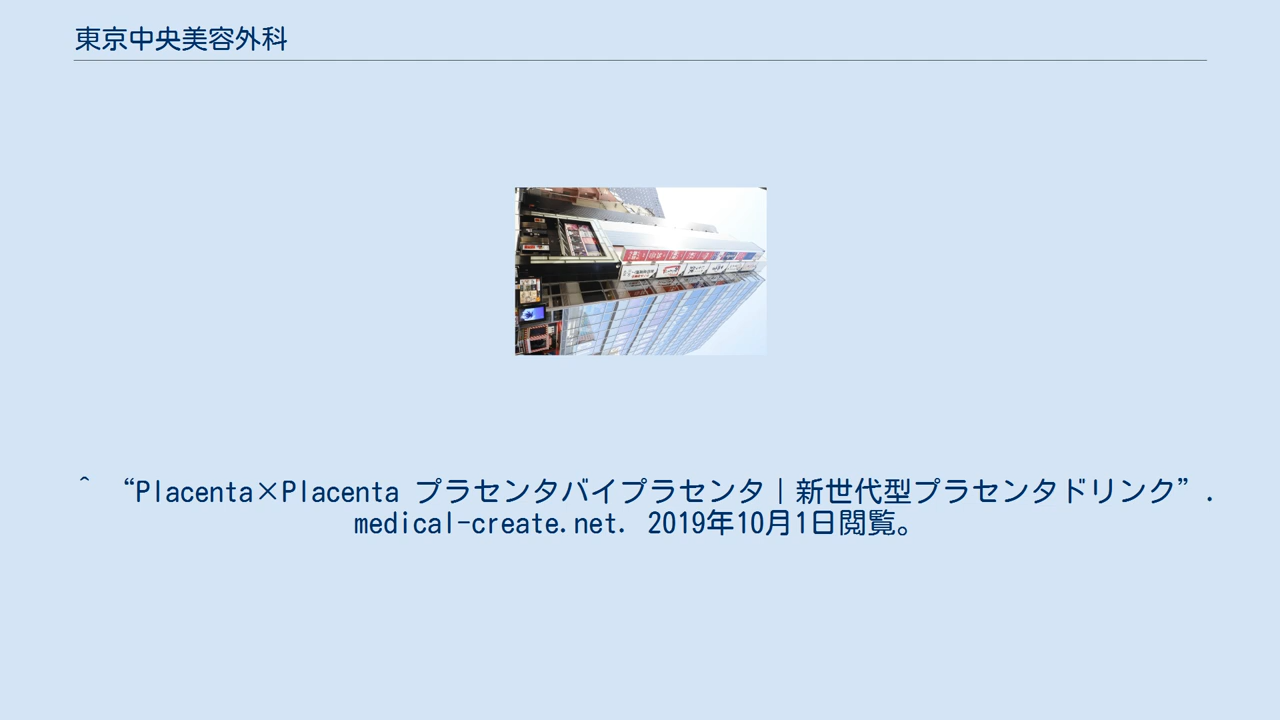 東京中央美容外科
^ “Placenta×Placenta プラセンタバイプラセンタ｜新世代型プラセンタドリンク”.
medical-create.net. 2019年10月1日閲覧。